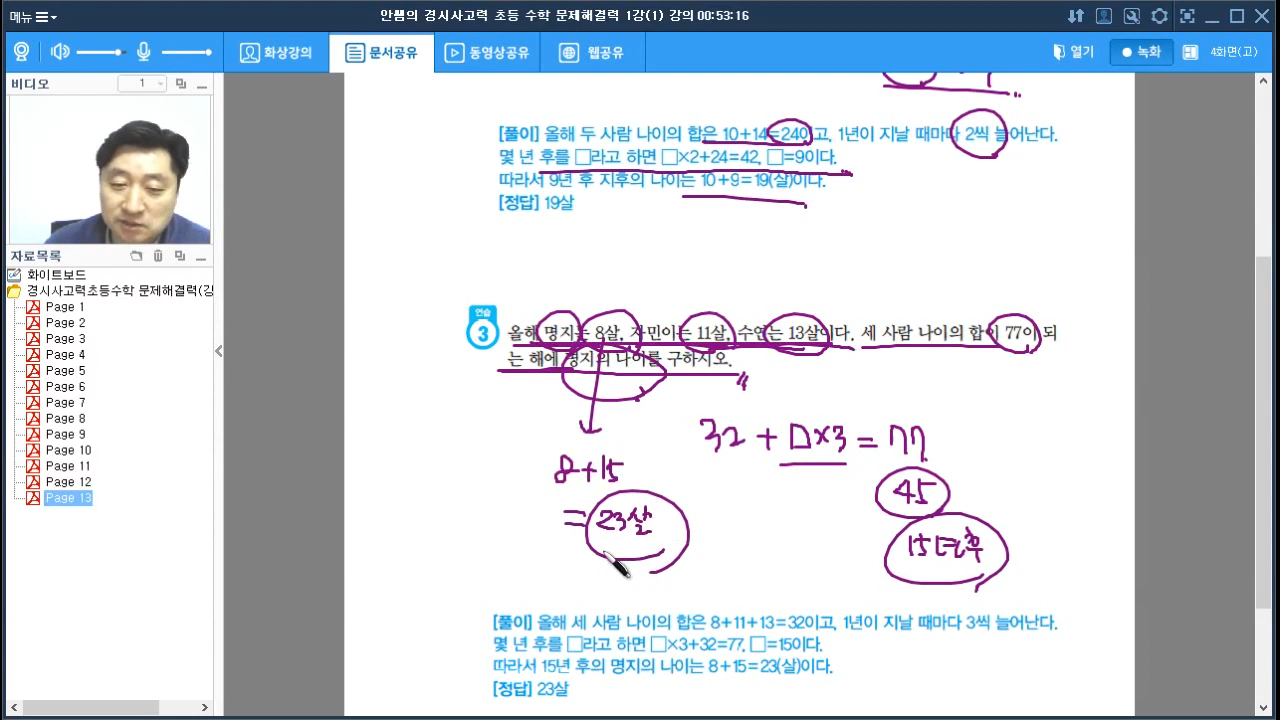 메뉴
안쌤의 경시사고력 초등 수학 문제해결력 1강(1) 강의 00:53:16
화상강의
문서공유
동영상공유
웹공유
열기
녹화
4화면(고)
비디오
1
자료목록
화이트보드
경시사고력초등수학 문제해결력(강
Page 1
Page 2
Page 3
Page 4
Page 5
Page 6
Page 7
Page 8
Page 9
Page 10
Page 11
Page 12
Page 13
[풀이] 올해 두 사람 나이의 합은 10+14=24이고, 1년이 지날 때마다 2씩 늘어난다.
몇 년 후를 □라고 하면 □×2+24=42, □=9이다.
따라서 9년 후 지후의 나이는 10+9=19(살)이다.
[정답] 19살
연습
3
올해 명지는 8살, 자민이는 11살, 수연는 13살이다. 세 사람 나이의 합이 77이 되
는 해에 명지의 나이를 구하시오.
32 + □×3 = 77
8+15
45
= 23살
15년후
[풀이] 올해 세 사람 나이의 합은 8+11+13=32이고, 1년이 지날 때마다 3씩 늘어난다.
몇 년 후를 □라고 하면 □×3+32=77, □=15이다.
따라서 15년 후의 명지의 나이는 8+15=23(살)이다.
[정답] 23살